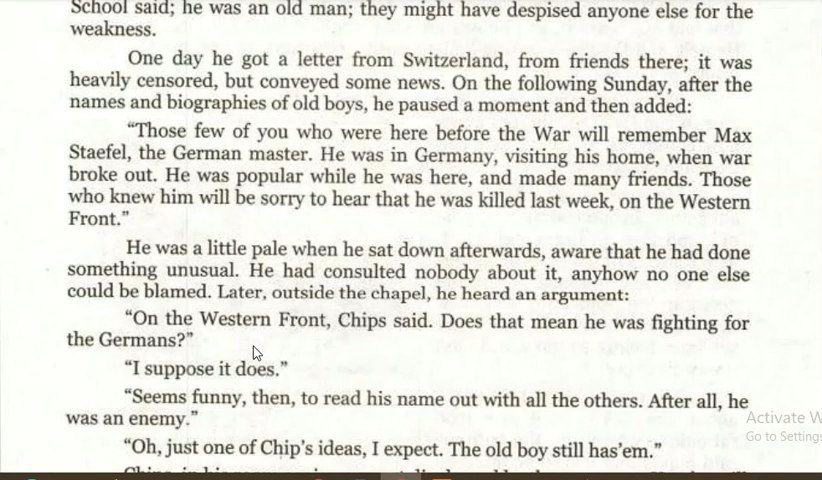 School said; he was an old man; they might have despised anyone else for the
weakness.
One day he got a letter from Switzerland, from friends there; it was
heavily censored, but conveyed some news. On the following Sunday, after the
names and biographies of old boys, he paused a moment and then added:
“Those few of you who were here before the War will remember Max
Staefel, the German master. He was in Germany, visiting his home, when war
broke out. He was popular while he was here, and made many friends. Those
who knew him will be sorry to hear that he was killed last week, on the Western
Front.”
He was a little pale when he sat down afterwards, aware that he had done
something unusual. He had consulted nobody about it, anyhow no one else
could be blamed. Later, outside the chapel, he heard an argument:
“On the Western Front, Chips said. Does that mean he was fighting for
the Germans?”
“I suppose it does.”
“Seems funny, then, to read his name out with all the others. After all, he
was an enemy.”
Activate W
Go to Settings
“Oh, just one of Chip’s ideas, I expect. The old boy still has’em.”